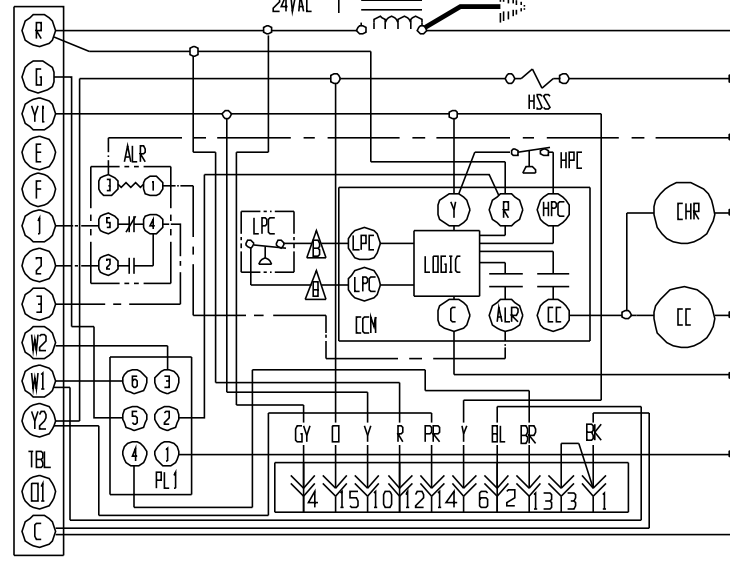 24VAC
R
G
Y1
E
F
1
2
3
W2
W1
Y2
TBL
O1
C
ALR
3 1
5 4
2
HSS
HPC
LPC
B
B
LPC
LPC
Y R HPC
LOGIC
C ALR CC
CCM
CHR
CC
6 3
5 2
4 1
PL1
GY O Y R PR Y BL BR BK
4 15 10 12 14 6 2 13 3 1